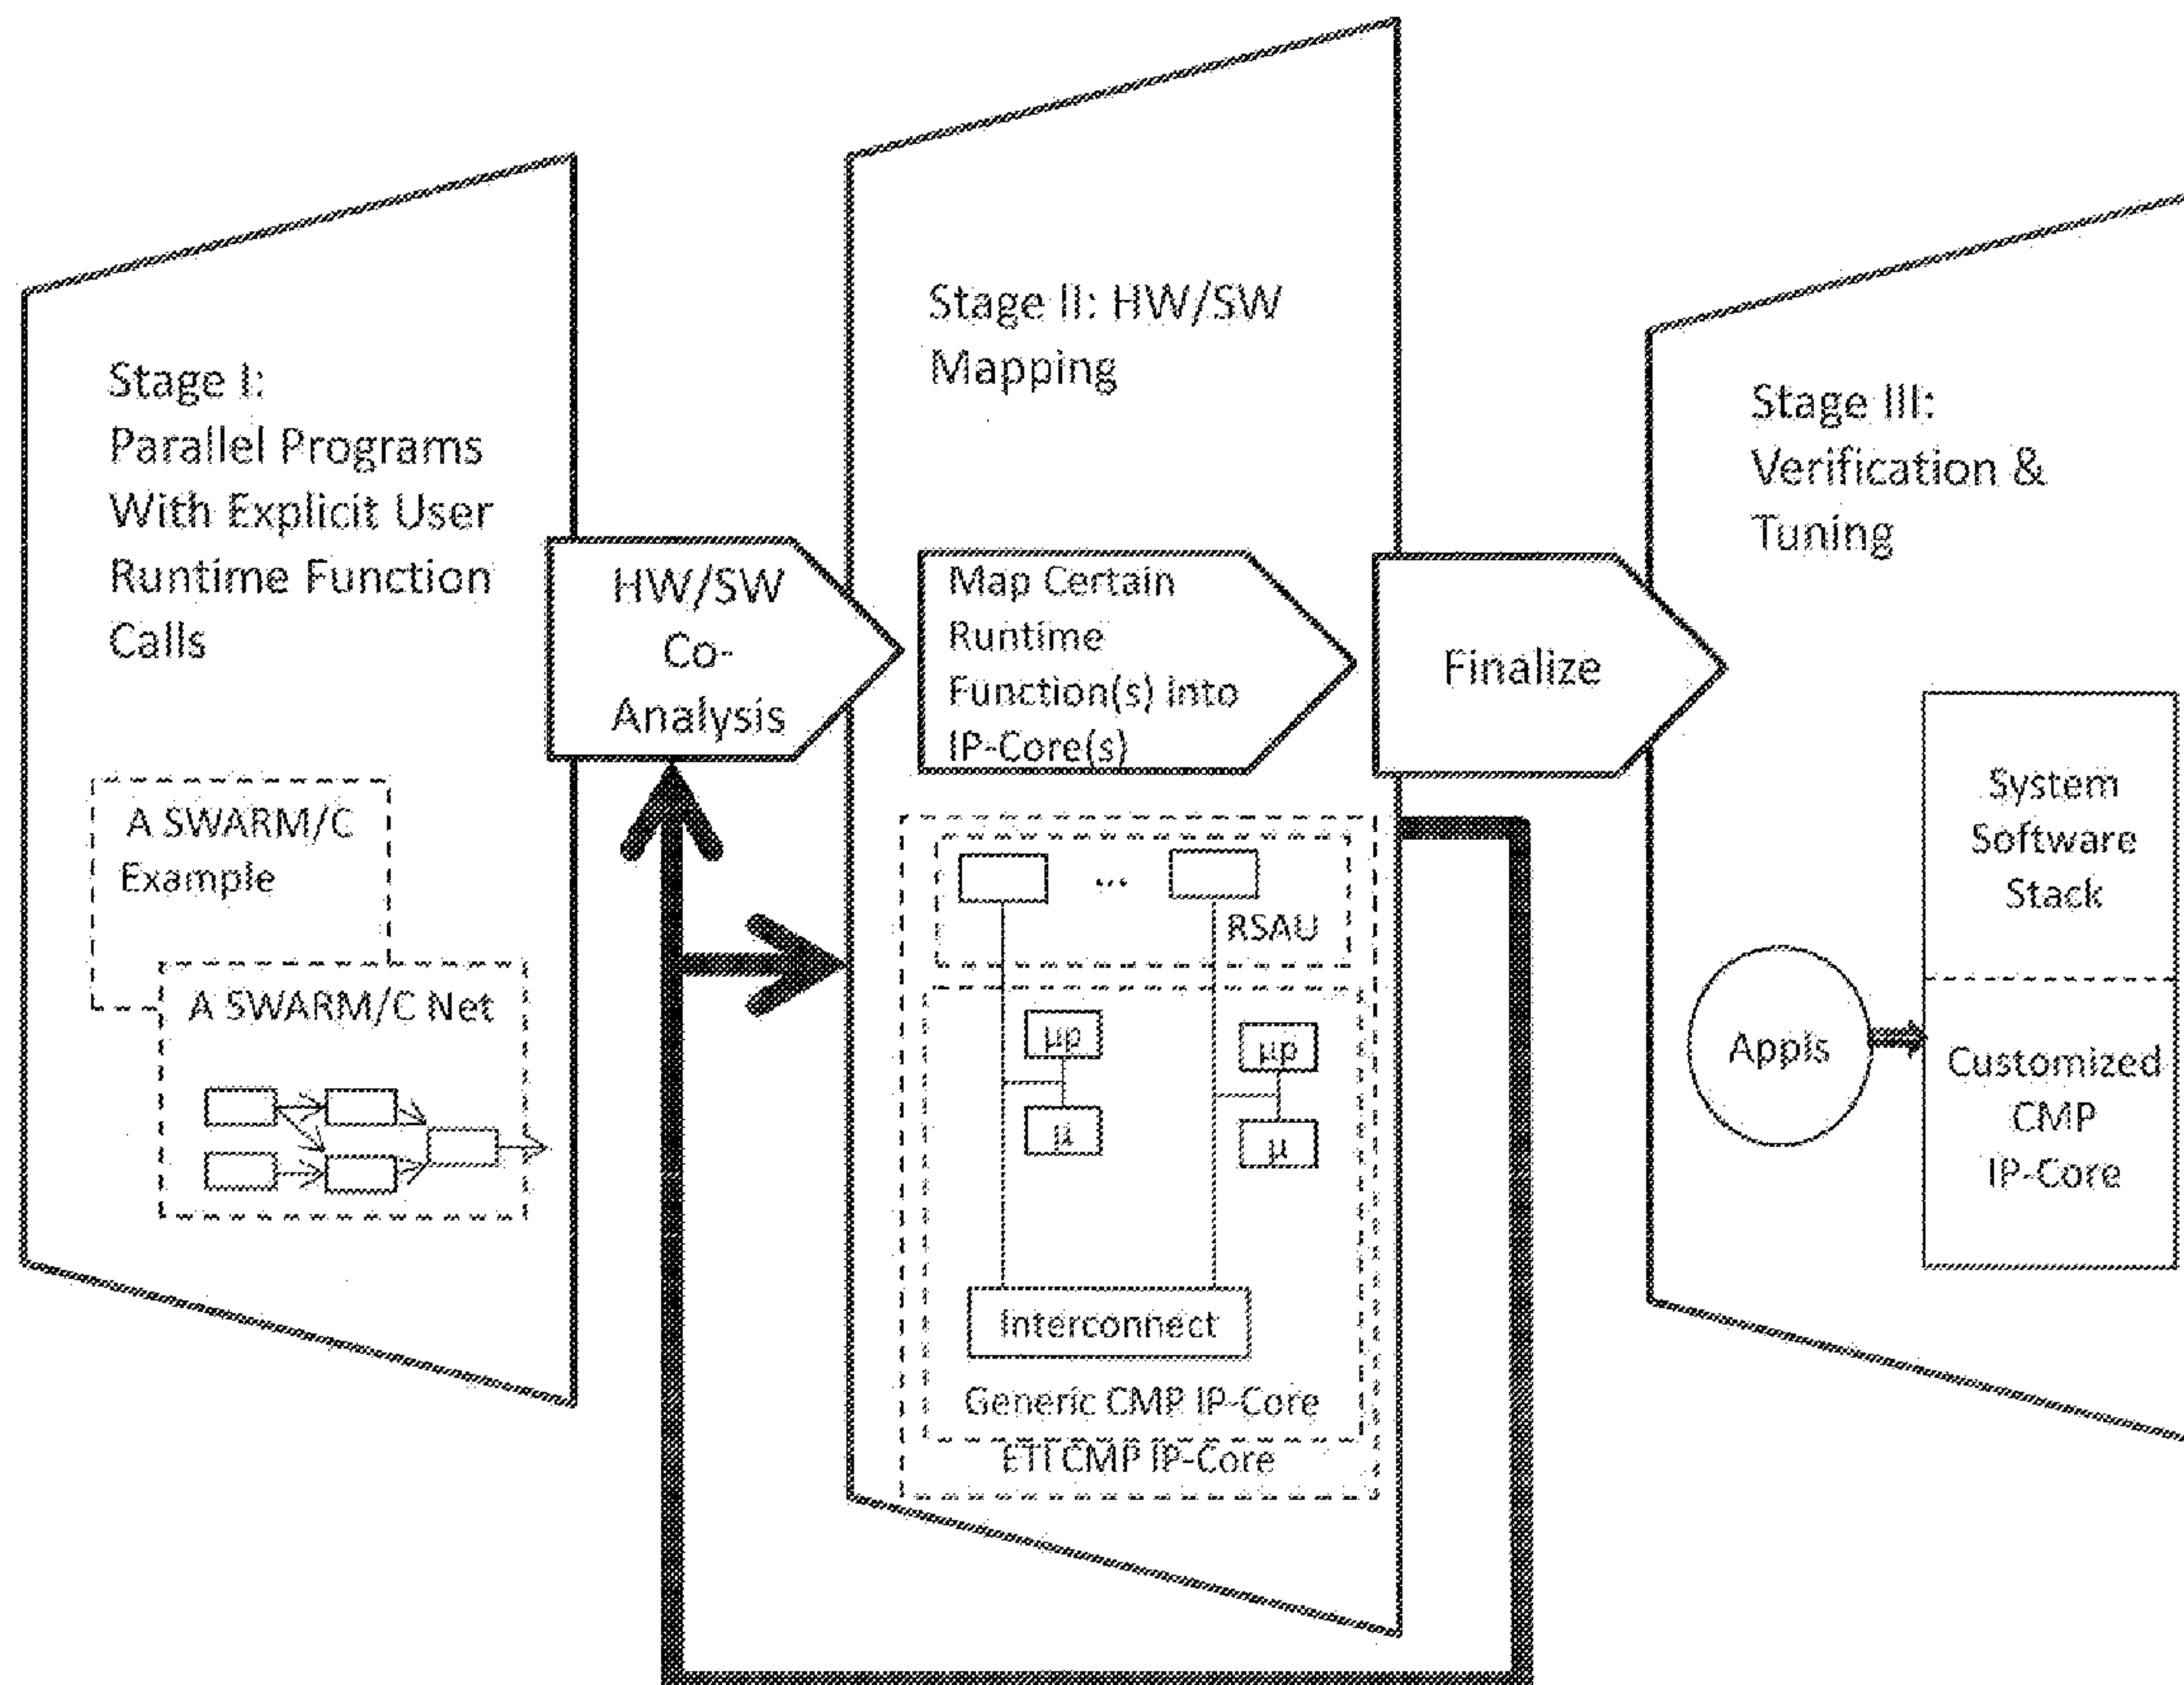 Stage I:
Parallel Programs
With Explicit User
Runtime Function
Calls
A SWARM/C
Example
A SWARM/C Net
HW/SW
Co-
Analysis
Stage II: HW/SW
Mapping
Map Certain
Runtime
Function(s) into
IP-Core(s)
...
RSAU
μp
μp
μ
μ
Interconnect
Generic CMP IP-Core
ETI CMP IP-Core
Finalize
Stage III:
Verification &
Tuning
System
Software
Stack
Appls
Customized
CMP
IP-Core